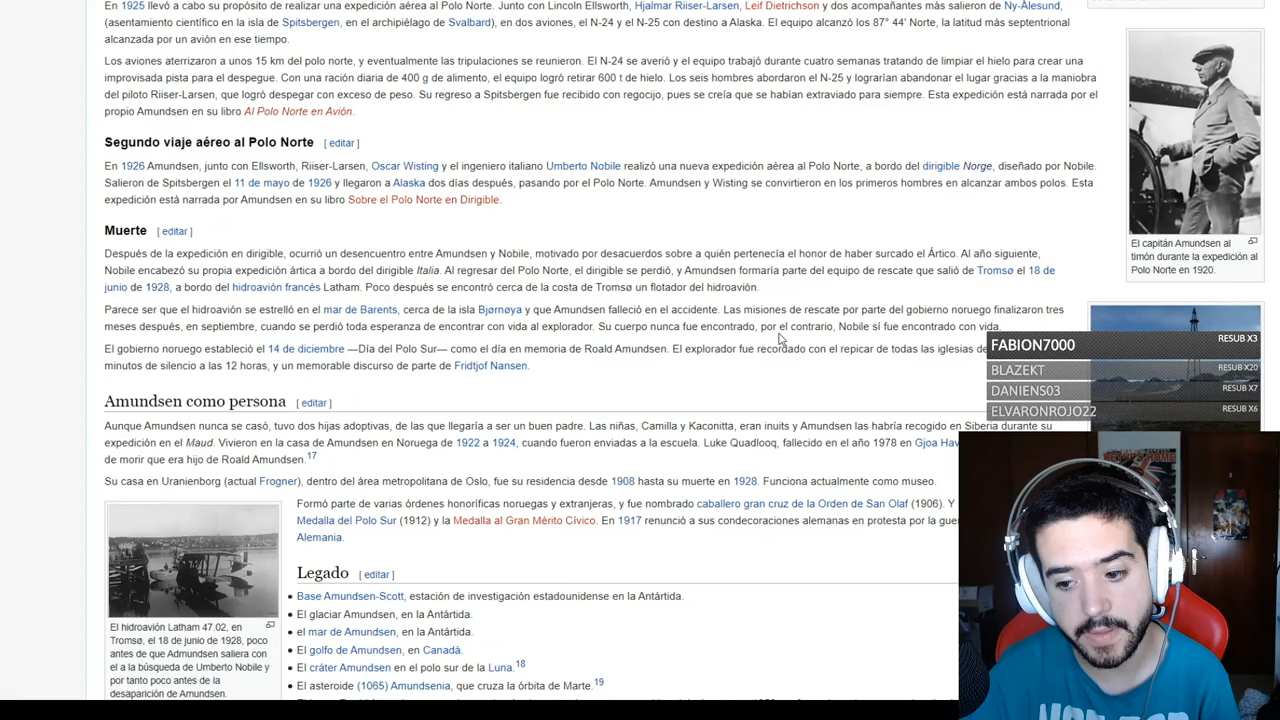 En 1925 llevó a cabo su propósito de realizar una expedición aérea al Polo Norte. Junto con Lincoln Ellsworth, Hjalmar Riiser-Larsen, Leif Dietrichson y dos acompañantes más salieron de Ny-Ålesund,
(asentamiento científico en la isla de Spitsbergen, en el archipiélago de Svalbard), en dos aviones, el N-24 y el N-25 con destino a Alaska. El equipo alcanzó los 87° 44' Norte, la latitud más septentrional
alcanzada por un avión en ese tiempo.
Los aviones aterrizaron a unos 15 km del polo norte, y eventualmente las tripulaciones se reunieron. El N-24 se averió y el equipo trabajó durante cuatro semanas tratando de limpiar el hielo para crear una
improvisada pista para el despegue. Con una ración diaria de 400 g de alimento, el equipo logró retirar 600 t de hielo. Los seis hombres abordaron el N-25 y lograrían abandonar el lugar gracias a la maniobra
del piloto Riiser-Larsen, que logró despegar con exceso de peso. Su regreso a Spitsbergen fue recibido con regocijo, pues se creía que se habían extraviado para siempre. Esta expedición está narrada por el
propio Amundsen en su libro Al Polo Norte en Avión.
Segundo viaje aéreo al Polo Norte [ editar ]
En 1926 Amundsen, junto con Ellsworth, Riiser-Larsen, Oscar Wisting y el ingeniero italiano Umberto Nobile realizó una nueva expedición aérea al Polo Norte, a bordo del dirigible Norge, diseñado por Nobile.
Salieron de Spitsbergen el 11 de mayo de 1926 y llegaron a Alaska dos días después, pasando por el Polo Norte. Amundsen y Wisting se convirtieron en los primeros hombres en alcanzar ambos polos. Esta
expedición está narrada por Amundsen en su libro Sobre el Polo Norte en Dirigible.
Muerte [ editar ]
Después de la expedición en dirigible, ocurrió un desencuentro entre Amundsen y Nobile, motivado por desacuerdos sobre a quién pertenecía el honor de haber surcado el Ártico. Al año siguiente,
Nobile encabezó su propia expedición ártica a bordo del dirigible Italia. Al regresar del Polo Norte, el dirigible se perdió, y Amundsen formaría parte del equipo de rescate que salió de Tromsø el 18 de
junio de 1928, a bordo del hidroavión francés Latham. Poco después se encontró cerca de la costa de Tromsø un flotador del hidroavión.
Parece ser que el hidroavión se estrelló en el mar de Barents, cerca de la isla Bjørnøya y que Amundsen falleció en el accidente. Las misiones de rescate por parte del gobierno noruego finalizaron tres
meses después, en septiembre, cuando se perdió toda esperanza de encontrar con vida al explorador. Su cuerpo nunca fue encontrado, por el contrario, Nobile sí fue encontrado con vida.
El gobierno noruego estableció el 14 de diciembre —Día del Polo Sur— como el día en memoria de Roald Amundsen. El explorador fue recordado con el repicar de todas las iglesias de
minutos de silencio a las 12 horas, y un memorable discurso de parte de Fridtjof Nansen.
Amundsen como persona [ editar ]
Aunque Amundsen nunca se casó, tuvo dos hijas adoptivas, de las que llegaría a ser un buen padre. Las niñas, Camilla y Kaconitta, eran inuits y Amundsen las habría recogido en Siberia durante su
expedición en el Maud. Vivieron en la casa de Amundsen en Noruega de 1922 a 1924, cuando fueron enviadas a la escuela. Luke Quadlooq, fallecido en el año 1978 en Gjoa Hav
de morir que era hijo de Roald Amundsen.17
Su casa en Uranienborg (actual Frogner), dentro del área metropolitana de Oslo, fue su residencia desde 1908 hasta su muerte en 1928. Funciona actualmente como museo.
Formó parte de varias órdenes honoríficas noruegas y extranjeras, y fue nombrado caballero gran cruz de la Orden de San Olaf (1906). Y
Medalla del Polo Sur (1912) y la Medalla al Gran Mérito Cívico. En 1917 renunció a sus condecoraciones alemanas en protesta por la gue
Alemania.
Legado [ editar ]
Base Amundsen-Scott, estación de investigación estadounidense en la Antártida.
El glaciar Amundsen, en la Antártida.
el mar de Amundsen, en la Antártida.
El golfo de Amundsen, en Canadá.
El cráter Amundsen en el polo sur de la Luna.18
El asteroide (1065) Amundsenia, que cruza la órbita de Marte.19
El hidroavión Latham 47.02, en
Tromsø, el 18 de junio de 1928, poco
antes de que Admundsen saliera con
el a la búsqueda de Umberto Nobile y
por tanto poco antes de la
desaparición de Amundsen.
El capitán Amundsen al
timón durante la expedición al
Polo Norte en 1920.
FABION7000 RESUB X3
BLAZEKT RESUB X20
DANIENS03 RESUB X7
ELVARONROJO22 RESUB X6